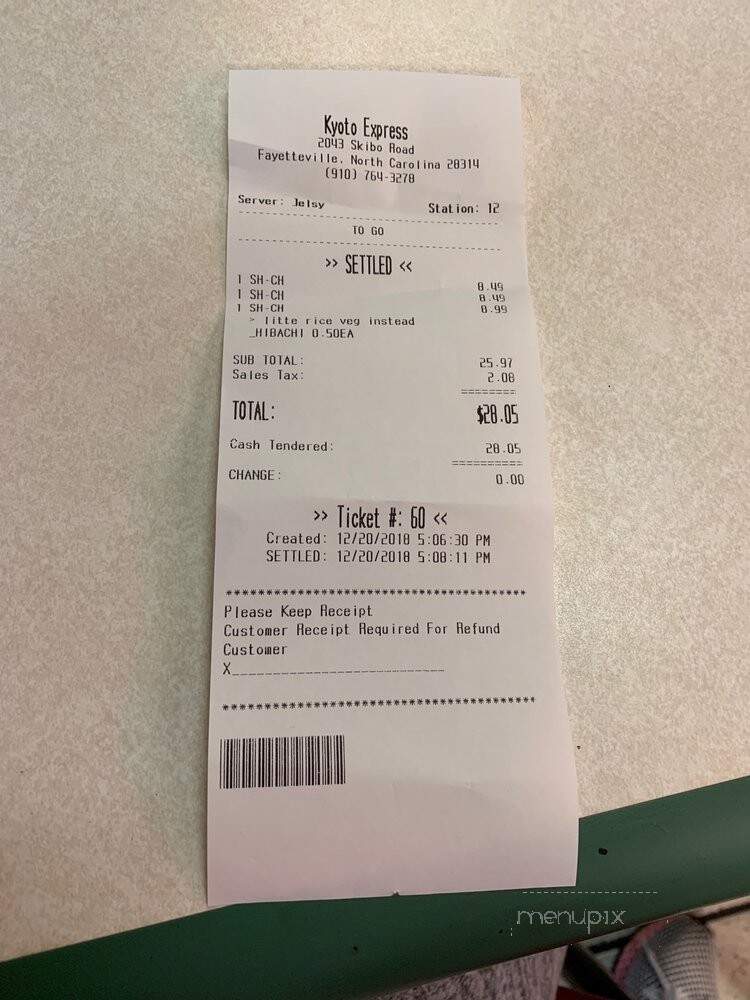 Kyoto Express
2043 Skibo Road
Fayetteville, North Carolina 28314
(910) 764-3278
Server: Jelsy Station: 12
TO GO
>> SETTLED <<
1 SH-CH 8.49
1 SH-CH 8.49
1 SH-CH 8.99
> litte rice veg instead
_HIBACHI 0.50EA
SUB TOTAL: 25.97
Sales Tax: 2.08
========
TOTAL: $28.05
Cash Tendered: 28.05
==========
CHANGE: 0.00
>> Ticket #: 60 <<
Created: 12/20/2018 5:06:30 PM
SETTLED: 12/20/2018 5:08:11 PM
Please Keep Receipt
Customer Receipt Required For Refund
Customer
X__________________________
menupix